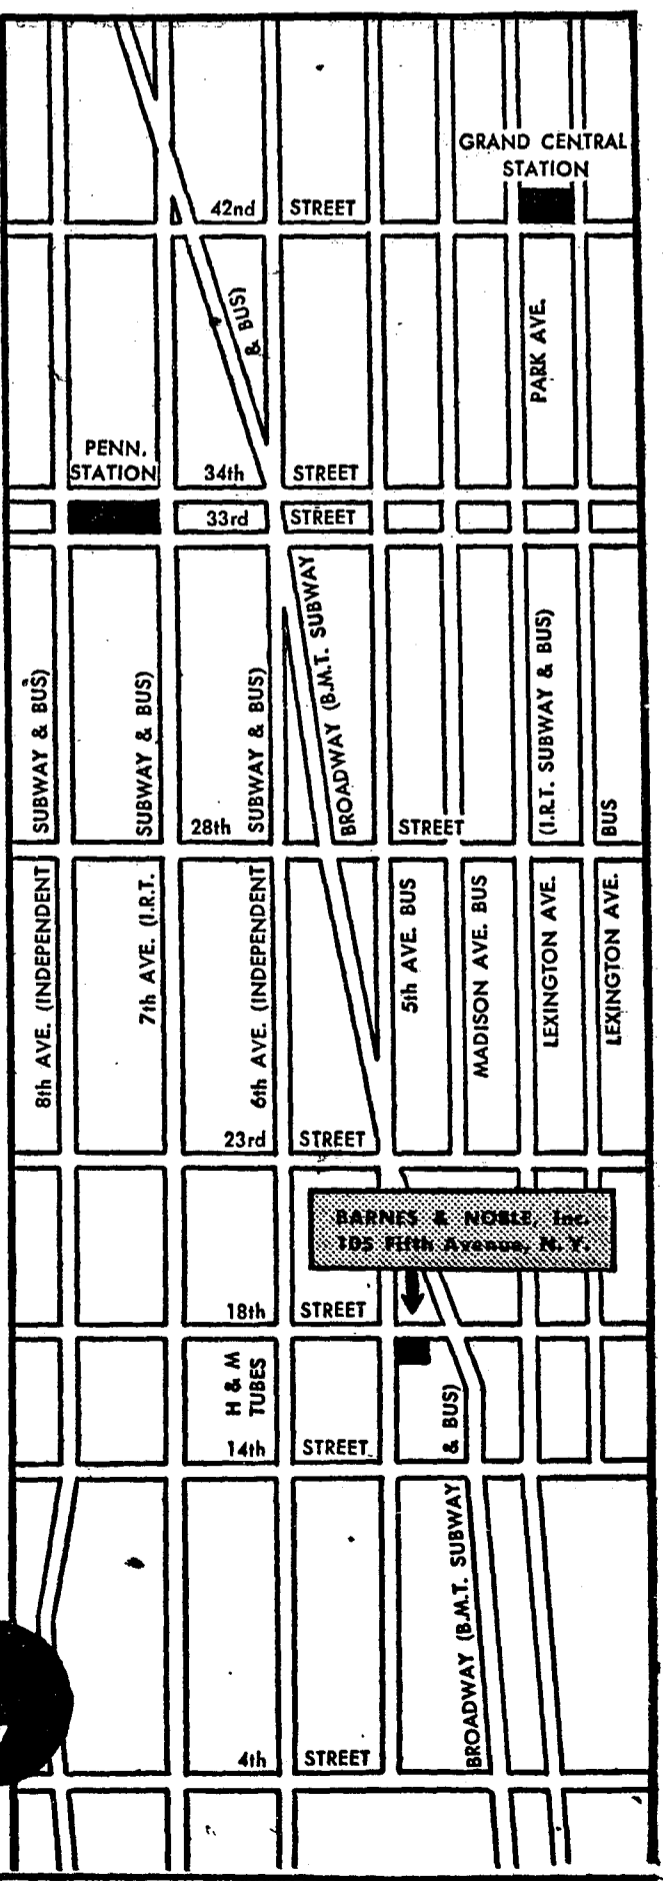 GRAND CENTRAL
STATION
42nd STREET
& BUS)
PARK AVE.
PENN.
STATION
34th STREET
33rd STREET
BROADWAY (B.M.T. SUBWAY
SUBWAY & BUS)
SUBWAY & BUS)
SUBWAY & BUS)
(I.R.T. SUBWAY & BUS)
BUS
28th STREET
8th AVE. (INDEPENDENT
7th AVE. (I.R.T.
6th AVE. (INDEPENDENT
5th AVE. BUS
MADISON AVE. BUS
LEXINGTON AVE.
LEXINGTON AVE.
23rd STREET
BARNES & NOBLE, Inc.
105 Fifth Avenue, N.Y.
18th STREET
H & M
TUBES
& BUS)
14th STREET
BROADWAY (B.M.T. SUBWAY
4th STREET